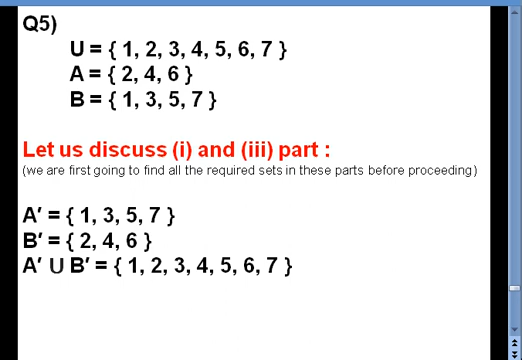 Q5)
U = { 1, 2, 3, 4, 5, 6, 7 }
A = { 2, 4, 6 }
B = { 1, 3, 5, 7 }
Let us discuss (i) and (iii) part :
(we are first going to find all the required sets in these parts before proceeding)
A′ = { 1, 3, 5, 7 }
B′ = { 2, 4, 6 }
A′ U B′ = { 1, 2, 3, 4, 5, 6, 7 }